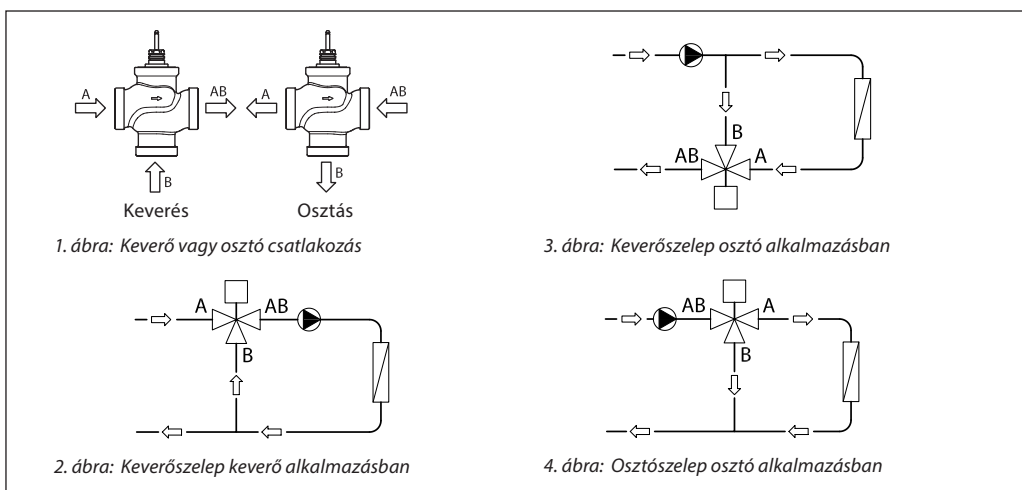 A
AB
A
AB
B
B
Keverés
Osztás
1. ábra: Keverő vagy osztó csatlakozás
A
AB
B
2. ábra: Keverőszelep keverő alkalmazásban
B
AB
A
3. ábra: Keverőszelep osztó alkalmazásban
AB
A
B
4. ábra: Osztószelep osztó alkalmazásban